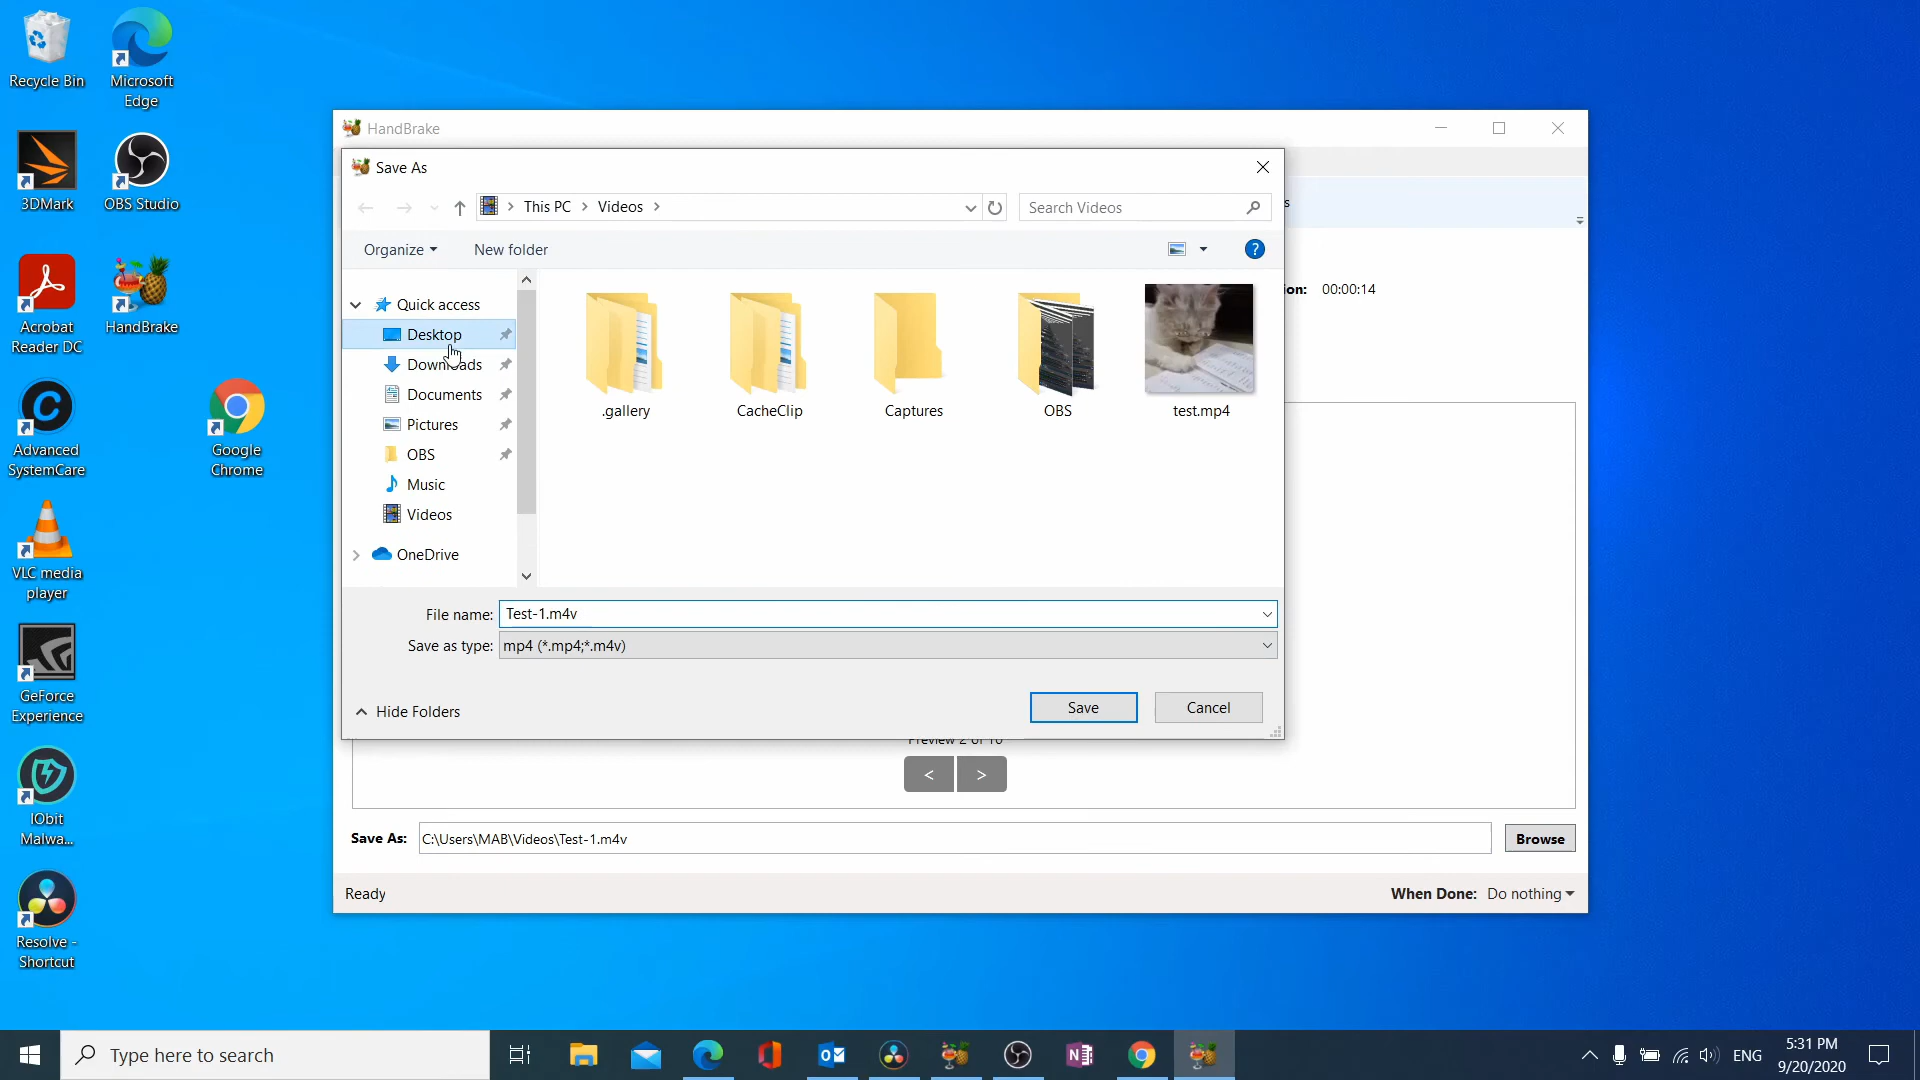 Recycle Bin
Microsoft
Edge
3DMark
OBS Studio
Acrobat
Reader DC
HandBrake
Advanced
SystemCare
Google
Chrome
VLC media
player
GeForce
Experience
IObit
Malwa...
Resolve -
Shortcut
HandBrake
Save As
This PC > Videos >
Search Videos
Organize
New folder
Quick access
Desktop
Downloads
Documents
Pictures
OBS
Music
Videos
OneDrive
.gallery
CacheClip
Captures
OBS
test.mp4
File name: Test-1.m4v
Save as type: mp4 (*.mp4;*.m4v)
Hide Folders
Save
Cancel
ion: 00:00:14
Preview 2 of 10
< >
Save As: C:\Users\MAB\Videos\Test-1.m4v
Browse
Ready
When Done: Do nothing
Type here to search
ENG
5:31 PM
9/20/2020